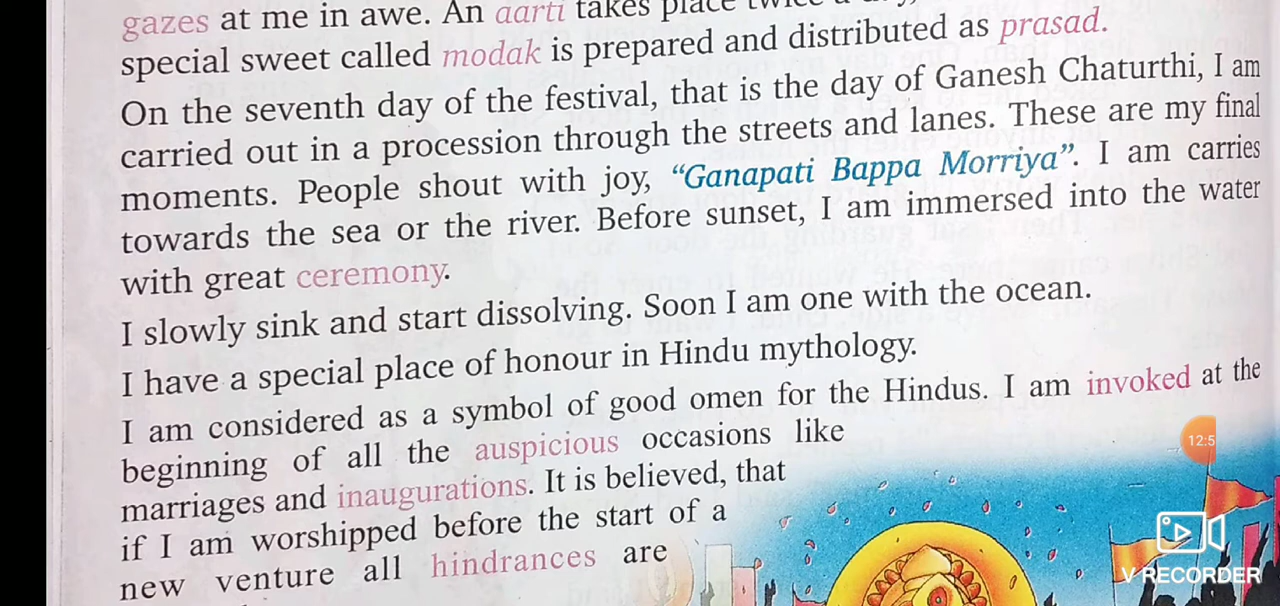 gazes at me in awe. An aarti takes place twice a
special sweet called modak is prepared and distributed as prasad.
On the seventh day of the festival, that is the day of Ganesh Chaturthi, I am
carried out in a procession through the streets and lanes. These are my final
moments. People shout with joy, “Ganapati Bappa Morriya”. I am carries
towards the sea or the river. Before sunset, I am immersed into the water
with great ceremony.
I slowly sink and start dissolving. Soon I am one with the ocean.
I have a special place of honour in Hindu mythology.
I am considered as a symbol of good omen for the Hindus. I am invoked at the
beginning of all the auspicious occasions like
marriages and inaugurations. It is believed, that
if I am worshipped before the start of a
new venture all hindrances are
12:5
V RECORDER